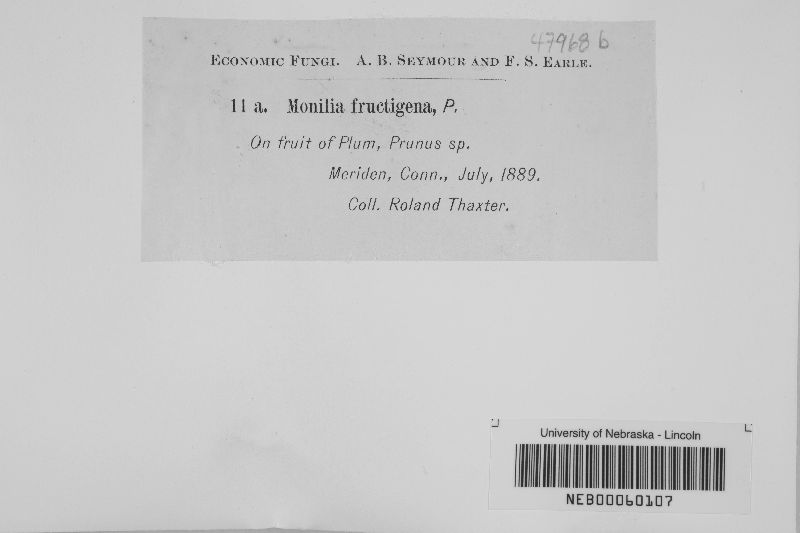 47968 b
Economic Fungi. A. B. Seymour and F. S. Earle.
11 a. Monilia fructigena, P.
On fruit of Plum, Prunus sp.
Meriden, Conn., July, 1889.
Coll. Roland Thaxter.
University of Nebraska - Lincoln
NEB00060107